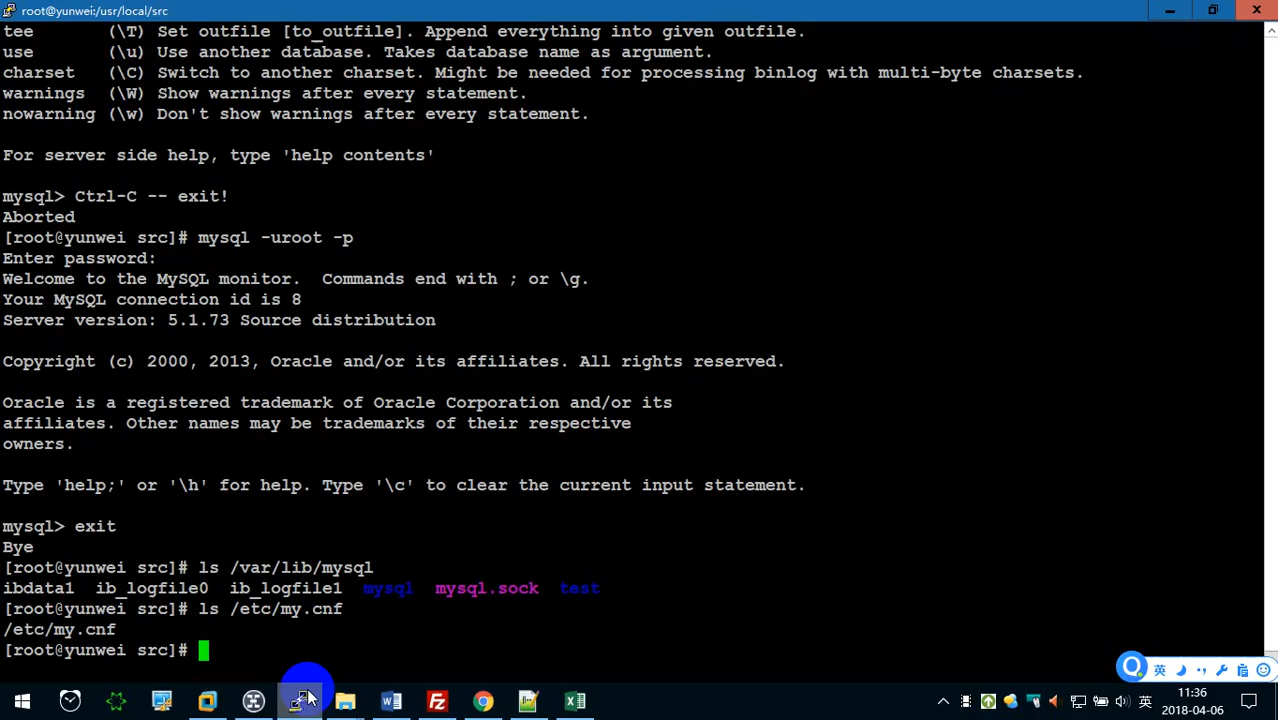 root@yunwei:/usr/local/src
tee       (\T) Set outfile [to_outfile]. Append everything into given outfile.
use       (\u) Use another database. Takes database name as argument.
charset   (\C) Switch to another charset. Might be needed for processing binlog with multi-byte charsets.
warnings  (\W) Show warnings after every statement.
nowarning (\w) Don't show warnings after every statement.
For server side help, type 'help contents'
mysql> Ctrl-C -- exit!
Aborted
[root@yunwei src]# mysql -uroot -p
Enter password:
Welcome to the MySQL monitor.  Commands end with ; or \g.
Your MySQL connection id is 8
Server version: 5.1.73 Source distribution
Copyright (c) 2000, 2013, Oracle and/or its affiliates. All rights reserved.
Oracle is a registered trademark of Oracle Corporation and/or its
affiliates. Other names may be trademarks of their respective
owners.
Type 'help;' or '\h' for help. Type '\c' to clear the current input statement.
mysql> exit
Bye
[root@yunwei src]# ls /var/lib/mysql
ibdata1  ib_logfile0  ib_logfile1  mysql  mysql.sock  test
[root@yunwei src]# ls /etc/my.cnf
/etc/my.cnf
[root@yunwei src]#
英
英 11:36
2018-04-06